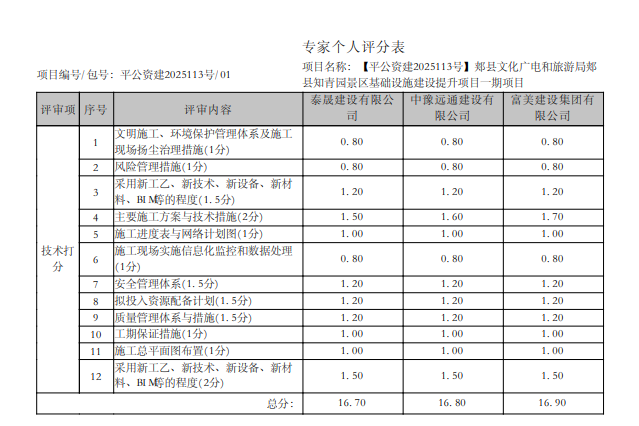 专家个人评分表
项目编号/包号: 平公资建2025113号/01
项目名称: 【平公资建2025113号】郏县文化广电和旅游局郏
县知青园景区基础设施建设提升项目一期项目
评审项 序号 评审内容 泰晟建设有限公司 中豫远通建设有限公司 富美建设集团有限公司
技术打分
1 文明施工、环境保护管理体系及施工
现场扬尘治理措施(1分) 0.80 0.80 0.80
2 风险管理措施(1分) 0.80 0.80 0.80
3 采用新工乙、新技术、新设备、新材
料、BIM等的程度(1.5分) 1.20 1.20 1.20
4 主要施工方案与技术措施(2分) 1.50 1.60 1.70
5 施工进度表与网络计划图(1分) 1.00 1.00 1.00
6 施工现场实施信息化监控和数据处理
(1分) 0.80 0.80 0.80
7 安全管理体系(1.5分) 1.20 1.20 1.20
8 拟投入资源配备计划(1.5分) 1.20 1.20 1.20
9 质量管理体系与措施(1.5分) 1.20 1.20 1.20
10 工期保证措施(1分) 1.00 1.00 1.00
11 施工总平面图布置(1分) 1.00 1.00 1.00
12 采用新工乙、新技术、新设备、新材
料、BIM等的程度(2分) 1.50 1.50 1.50
总分: 16.70 16.80 16.90